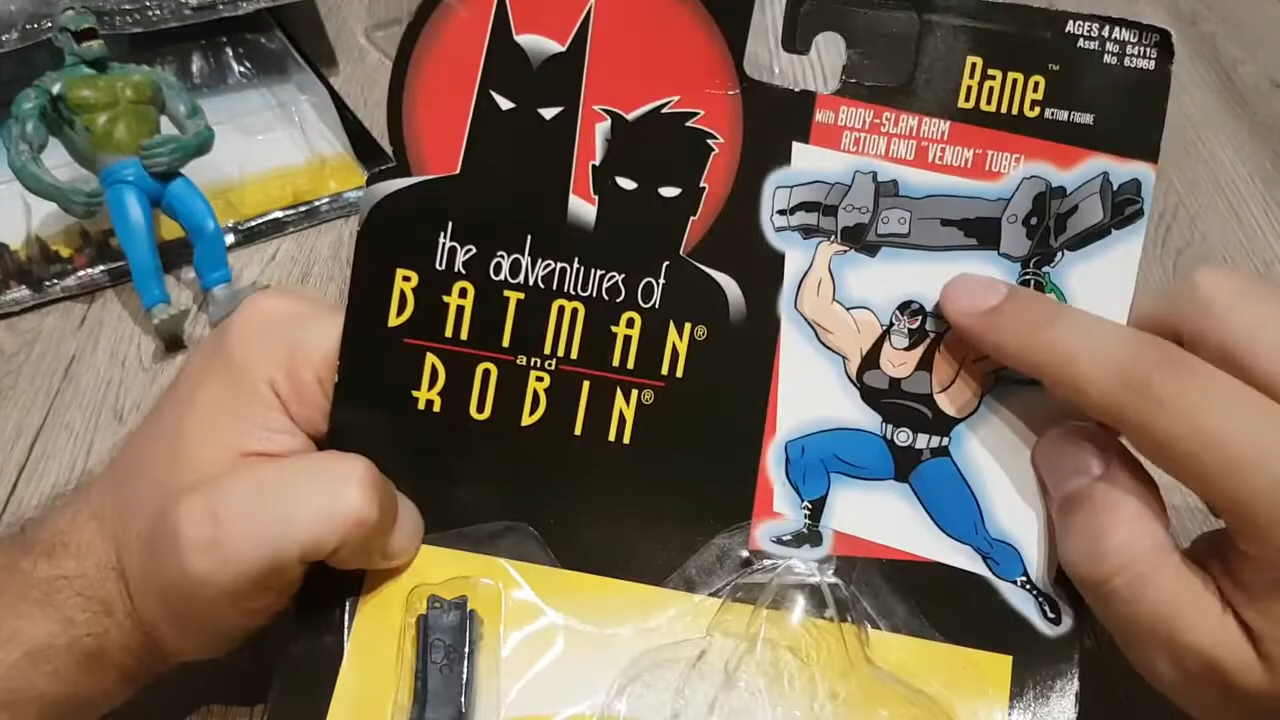 AGES 4 AND UP
Asst. No. 64115
No. 63968
Bane™
ACTION FIGURE
With BODY-SLAM ARM
ACTION AND "VENOM" TUBE!
the adventures of
BATMAN®
and
ROBIN®